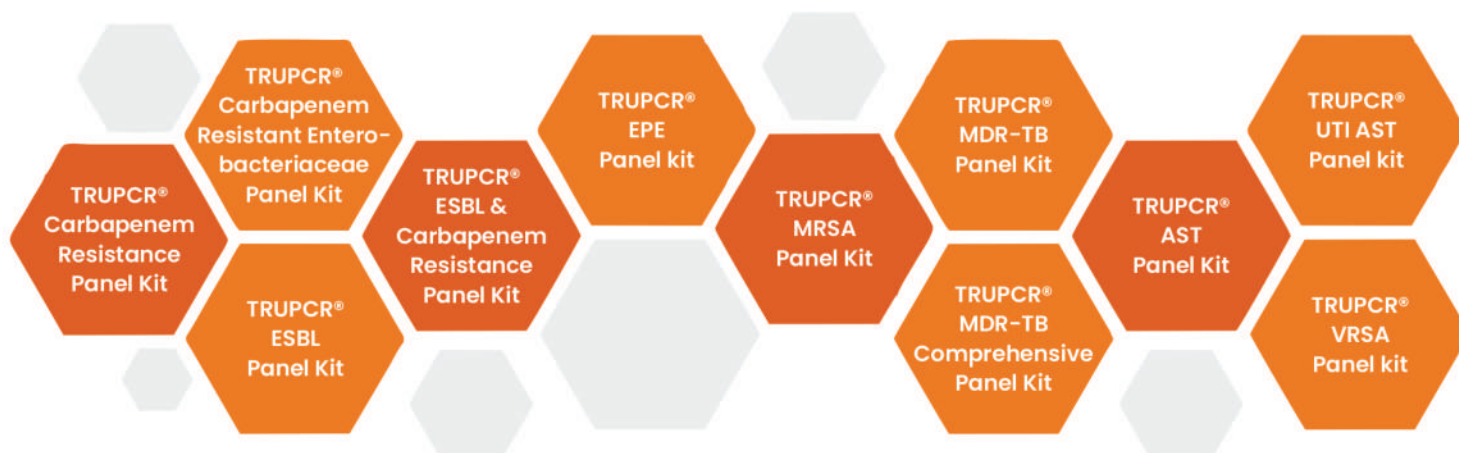 TRUPCR®
Carbapenem
Resistance
Panel Kit
TRUPCR®
Carbapenem
Resistant Entero-
bacteriaceae
Panel Kit
TRUPCR®
ESBL
Panel Kit
TRUPCR®
ESBL &
Carbapenem
Resistance
Panel Kit
TRUPCR®
EPE
Panel kit
TRUPCR®
MRSA
Panel Kit
TRUPCR®
MDR-TB
Panel Kit
TRUPCR®
MDR-TB
Comprehensive
Panel Kit
TRUPCR®
AST
Panel Kit
TRUPCR®
UTI AST
Panel kit
TRUPCR®
VRSA
Panel kit